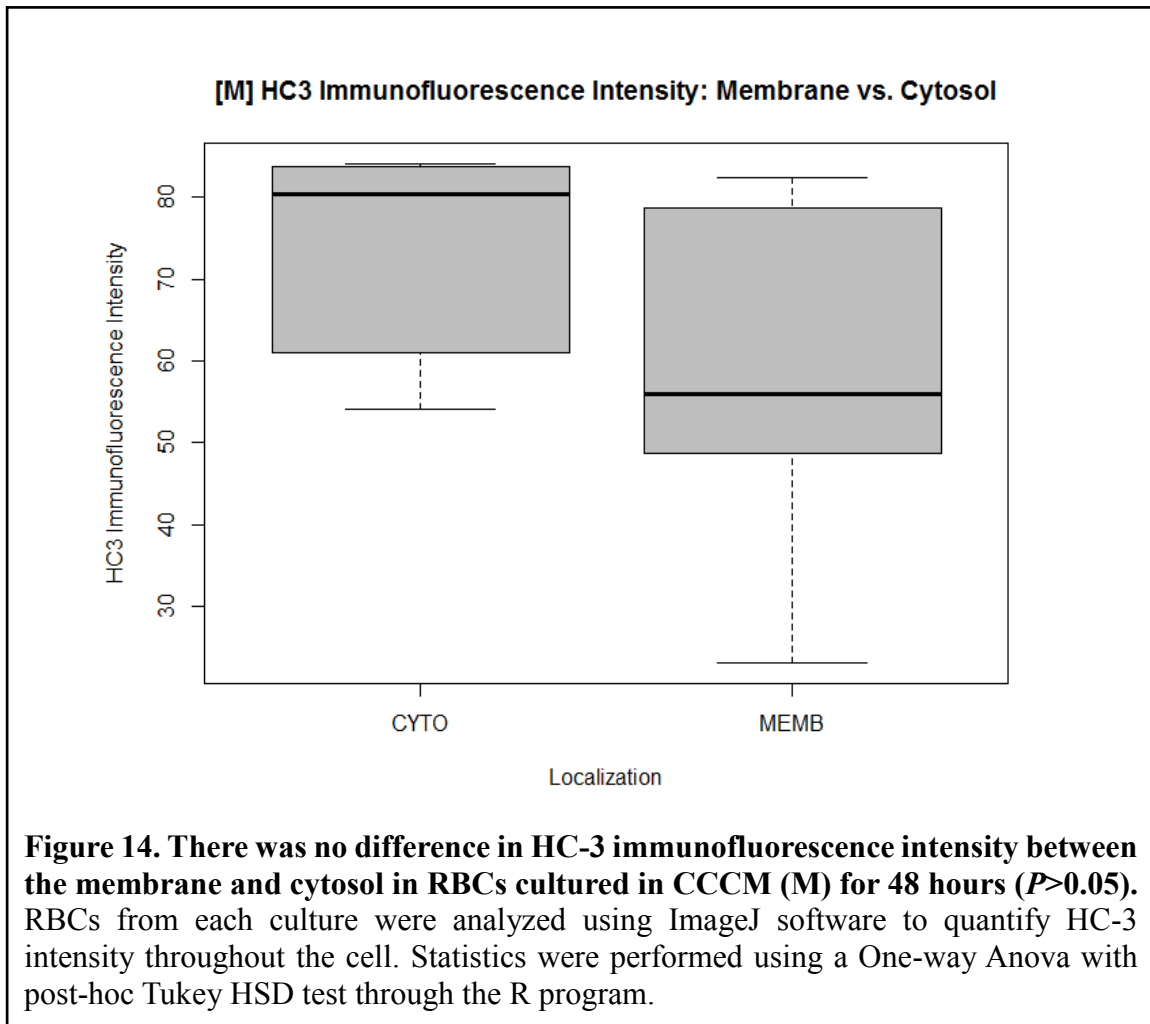 [M] HC3 Immunofluorescence Intensity: Membrane vs. Cytosol
HC3 Immunofluorescence Intensity
80
70
60
50
40
30
CYTO
MEMB
Localization
Figure 14. There was no difference in HC-3 immunofluorescence intensity between
the membrane and cytosol in RBCs cultured in CCCM (M) for 48 hours (P>0.05).
RBCs from each culture were analyzed using ImageJ software to quantify HC-3
intensity throughout the cell. Statistics were performed using a One-way Anova with
post-hoc Tukey HSD test through the R program.